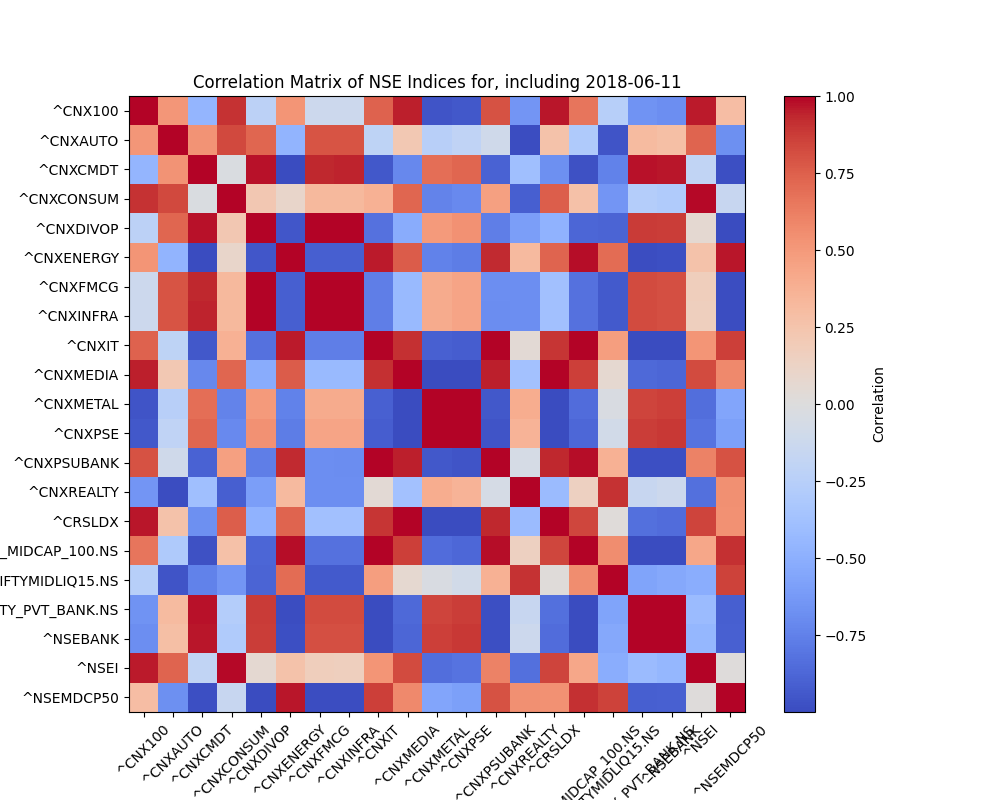 Correlation Matrix of NSE Indices for, including 2018-06-11
^CNX100
^CNXAUTO
^CNXCMDT
^CNXCONSUM
^CNXDIVOP
^CNXENERGY
^CNXFMCG
^CNXINFRA
^CNXIT
^CNXMEDIA
^CNXMETAL
^CNXPSE
^CNXPSUBANK
^CNXREALTY
^CRSLDX
_MIDCAP_100.NS
IFTYMIDLIQ15.NS
TY_PVT_BANK.NS
^NSEBANK
^NSEI
^NSEMDCP50
^CNX100
^CNXAUTO
^CNXCMDT
^CNXCONSUM
^CNXDIVOP
^CNXENERGY
^CNXFMCG
^CNXINFRA
^CNXIT
^CNXMEDIA
^CNXMETAL
^CNXPSE
^CNXPSUBANK
^CNXREALTY
^CRSLDX
MIDCAP_100.NS
TYMIDLIQ15.NS
PVT_BANK.NS
^NSEBANK
^NSEI
^NSEMDCP50
1.00
0.75
0.50
0.25
0.00
−0.25
−0.50
−0.75
Correlation